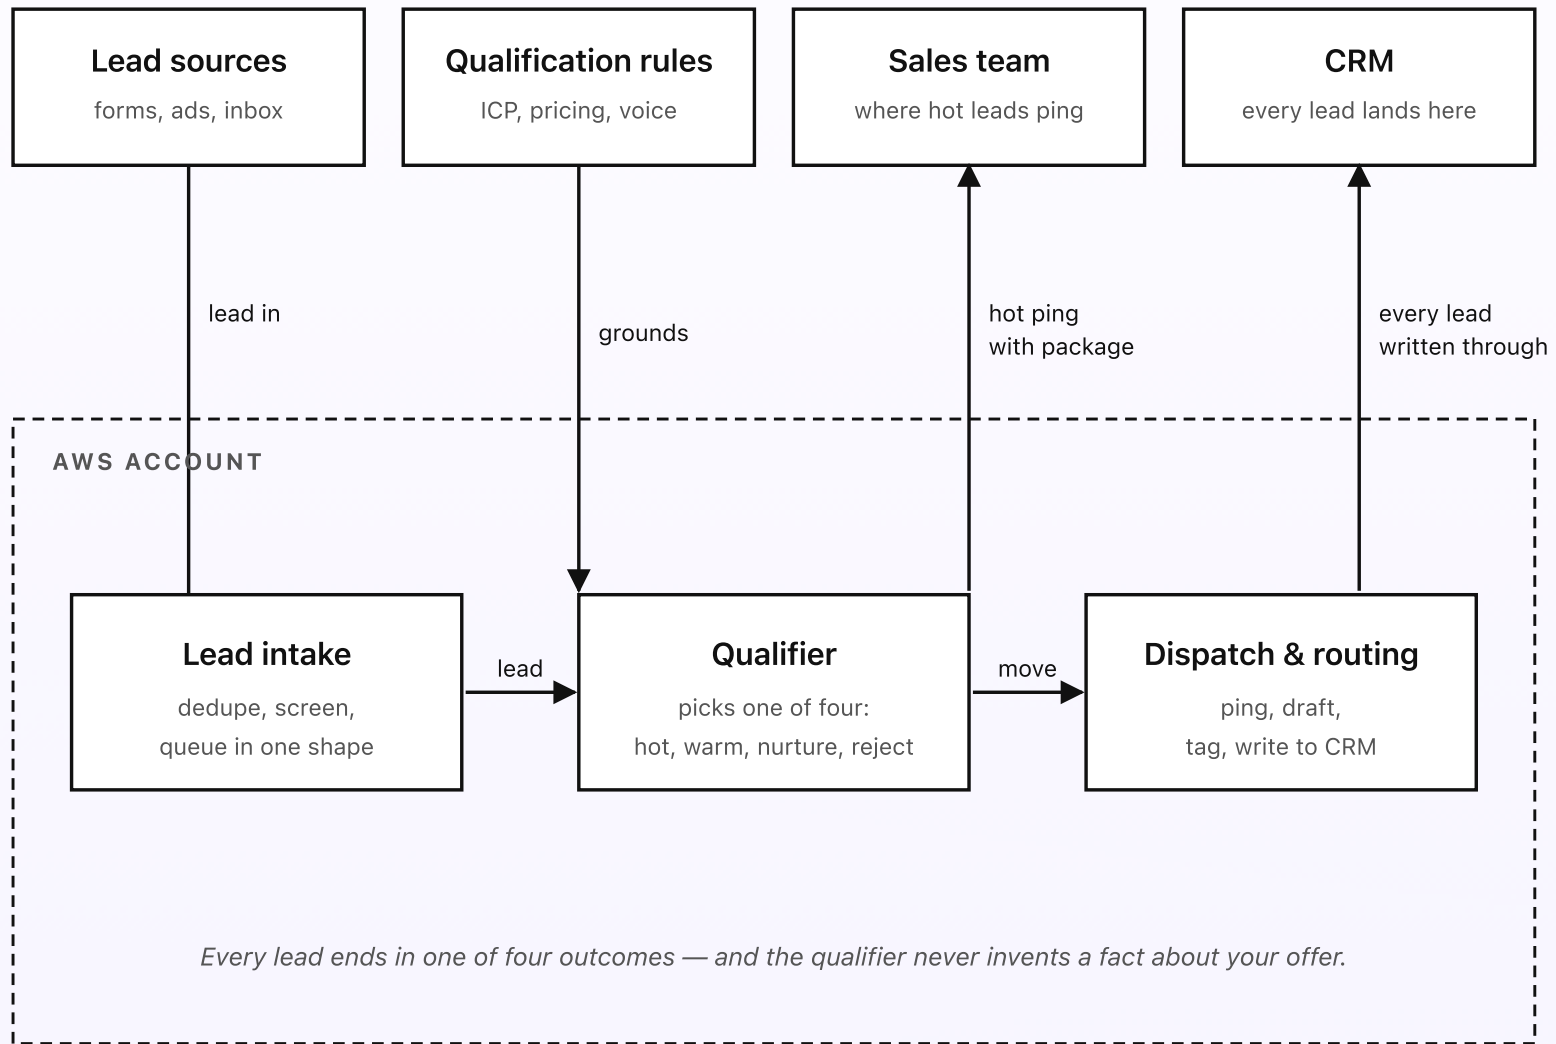 Lead sources
forms, ads, inbox
Qualification rules
ICP, pricing, voice
Sales team
where hot leads ping
CRM
every lead lands here
lead in
grounds
hot ping
with package
every lead
written through
AWS ACCOUNT
Lead intake
dedupe, screen,
queue in one shape
lead
Qualifier
picks one of four:
hot, warm, nurture, reject
move
Dispatch & routing
ping, draft,
tag, write to CRM
Every lead ends in one of four outcomes — and the qualifier never invents a fact about your offer.